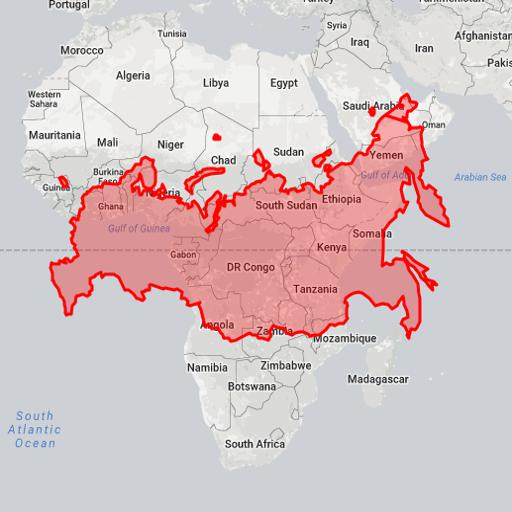 Portugal
Turkey
Turkmenistan
Syria
Tunisia
Morocco
Iraq
Iran
Afghanistan
Algeria
Libya
Egypt
Pakis
Western
Sahara
Saudi Arabia
Oman
Mauritania
Mali
Niger
Chad
Sudan
Yemen
Burkina
Faso
Guinea
Nigeria
Gulf of Ad
Arabian Sea
Ghana
South Sudan
Ethiopia
Gulf of Guinea
Somalia
Gabon
Kenya
DR Congo
Tanzania
Angola
Zambia
Mozambique
Namibia
Zimbabwe
Botswana
Madagascar
South
Atlantic
Ocean
South Africa